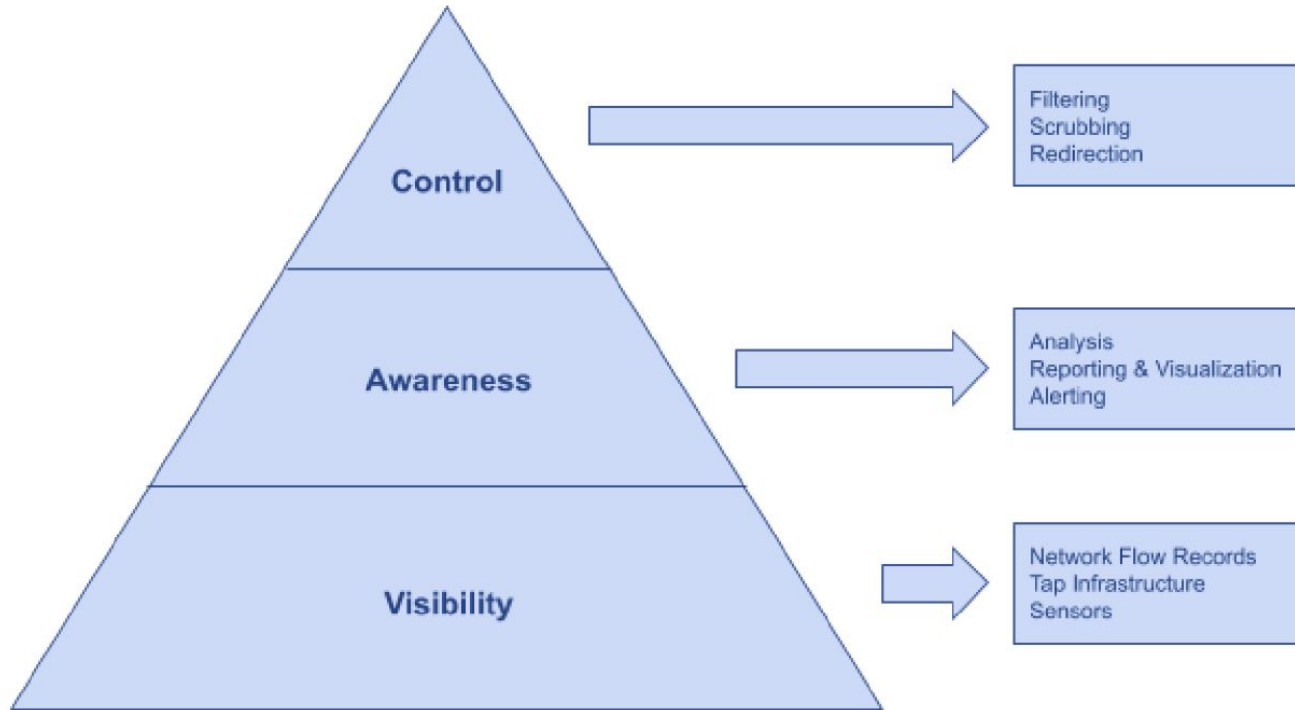 Control
Filtering
Scrubbing
Redirection
Awareness
Analysis
Reporting & Visualization
Alerting
Visibility
Network Flow Records
Tap Infrastructure
Sensors